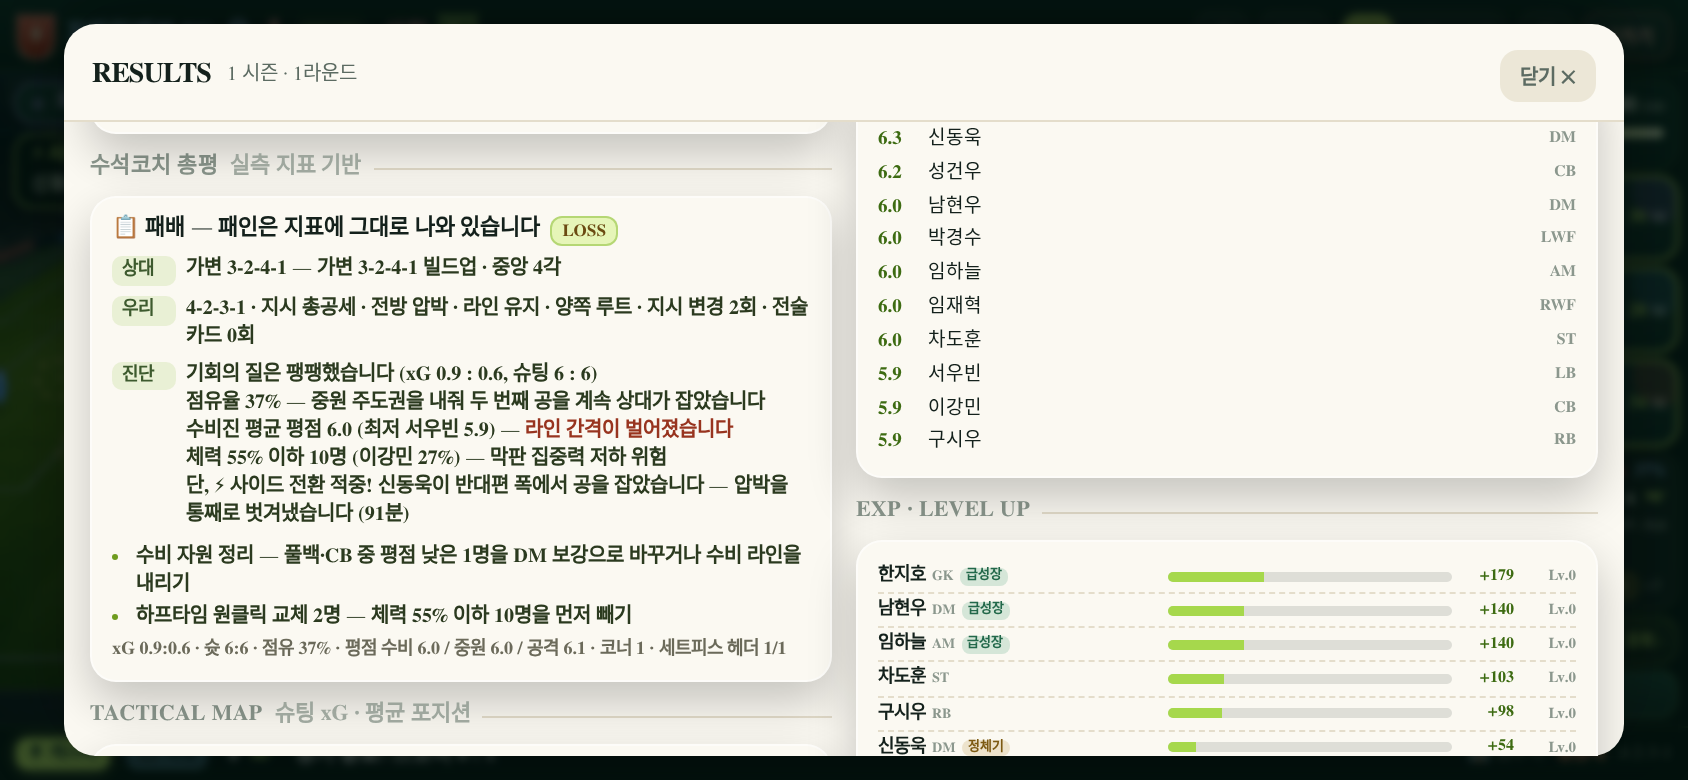 RESULTS 1 시즌 · 1라운드
닫기 ×
수석코치 총평 실측 지표 기반
📋 패배 — 패인은 지표에 그대로 나와 있습니다 LOSS
상대 가변 3-2-4-1 — 가변 3-2-4-1 빌드업 · 중앙 4각
우리 4-2-3-1 · 지시 총공세 · 전방 압박 · 라인 유지 · 양쪽 루트 · 지시 변경 2회 · 전술
카드 0회
진단 기회의 질은 팽팽했습니다 (xG 0.9 : 0.6, 슈팅 6 : 6)
점유율 37% — 중원 주도권을 내줘 두 번째 공을 계속 상대가 잡았습니다
수비진 평균 평점 6.0 (최저 서우빈 5.9) — 라인 간격이 벌어졌습니다
체력 55% 이하 10명 (이강민 27%) — 막판 집중력 저하 위험
단, ⚡ 사이드 전환 적중! 신동욱이 반대편 폭에서 공을 잡았습니다 — 압박을
통째로 벗겨냈습니다 (91분)
• 수비 자원 정리 — 풀백·CB 중 평점 낮은 1명을 DM 보강으로 바꾸거나 수비 라인을
내리기
• 하프타임 원클릭 교체 2명 — 체력 55% 이하 10명을 먼저 빼기
xG 0.9:0.6 · 슛 6:6 · 점유 37% · 평점 수비 6.0 / 중원 6.0 / 공격 6.1 · 코너 1 · 세트피스 헤더 1/1
TACTICAL MAP 슈팅 xG · 평균 포지션
6.3 신동욱 DM
6.2 성건우 CB
6.0 남현우 DM
6.0 박경수 LWF
6.0 임하늘 AM
6.0 임재혁 RWF
6.0 차도훈 ST
5.9 서우빈 LB
5.9 이강민 CB
5.9 구시우 RB
EXP · LEVEL UP
한지호 GK 급성장 +179 Lv.0
남현우 DM 급성장 +140 Lv.0
임하늘 AM 급성장 +140 Lv.0
차도훈 ST +103 Lv.0
구시우 RB +98 Lv.0
신동욱 DM 정체기 +54 Lv.0